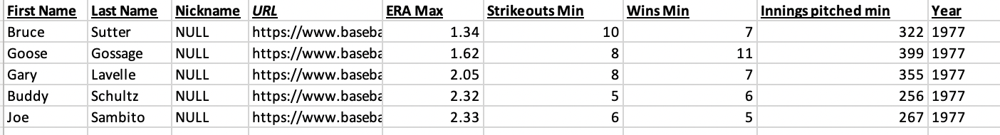 First Name Last Name Nickname URL ERA Max Strikeouts Min Wins Min Innings pitched min Year
Bruce Sutter NULL https://www.baseba 1.34 10 7 322 1977
Goose Gossage NULL https://www.baseba 1.62 8 11 399 1977
Gary Lavelle NULL https://www.baseba 2.05 8 7 355 1977
Buddy Schultz NULL https://www.baseba 2.32 5 6 256 1977
Joe Sambito NULL https://www.baseba 2.33 6 5 267 1977